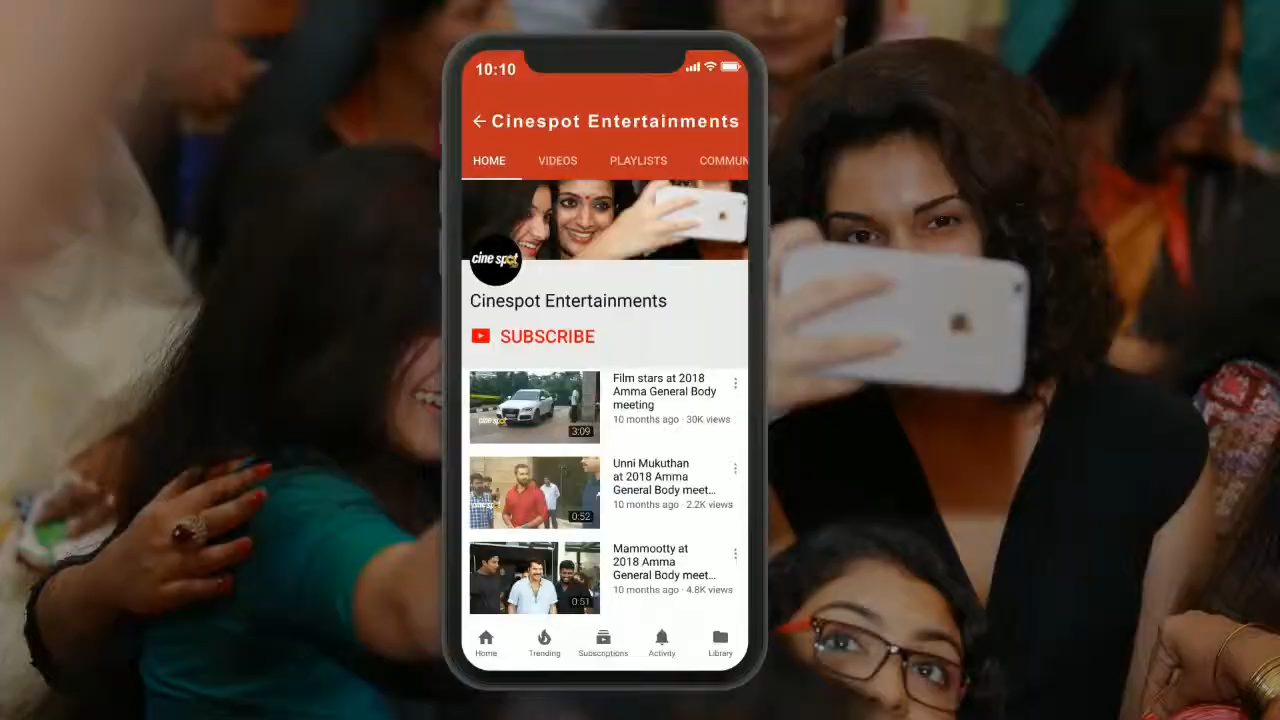 10:10
Cinespot Entertainments
HOME VIDEOS PLAYLISTS COMMUN
cine spot
Cinespot Entertainments
SUBSCRIBE
Film stars at 2018
Amma General Body
meeting
10 months ago · 30K views
cine spot
3:09
Unni Mukuthan
at 2018 Amma
General Body meet...
10 months ago · 2.2K views
0:52
Mammootty at
2018 Amma
General Body meet...
10 months ago · 4.8K views
0:51
Home Trending Subscriptions Activity Library